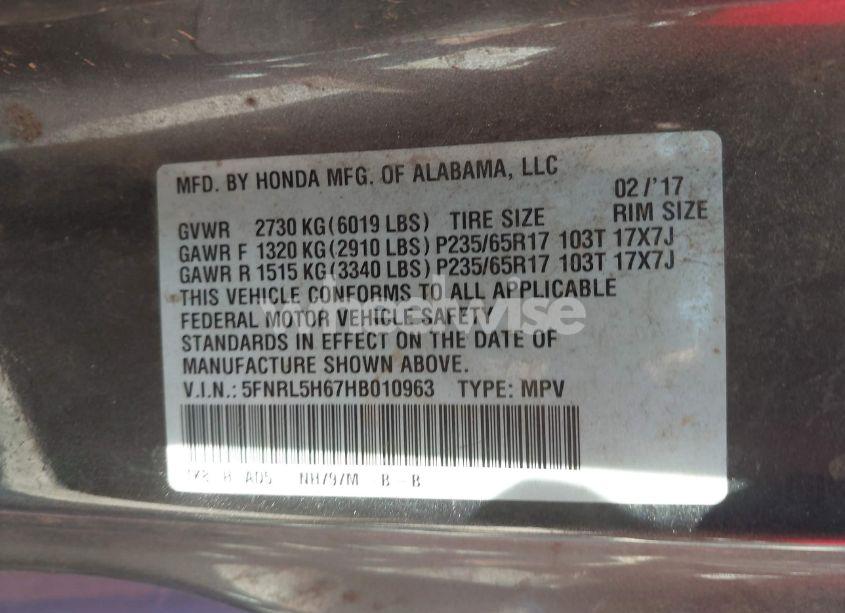 MFD. BY HONDA MFG. OF ALABAMA, LLC 02/'17
GVWR 2730 KG(6019 LBS) TIRE SIZE RIM SIZE
GAWR F 1320 KG(2910 LBS) P235/65R17 103T 17X7J
GAWR R 1515 KG(3340 LBS) P235/65R17 103T 17X7J
THIS VEHICLE CONFORMS TO ALL APPLICABLE
FEDERAL MOTOR VEHICLE SAFETY
STANDARDS IN EFFECT ON THE DATE OF
MANUFACTURE SHOWN ABOVE.
V.I.N.: 5FNRL5H67HB010963 TYPE: MPV
A05 NH797M B-B